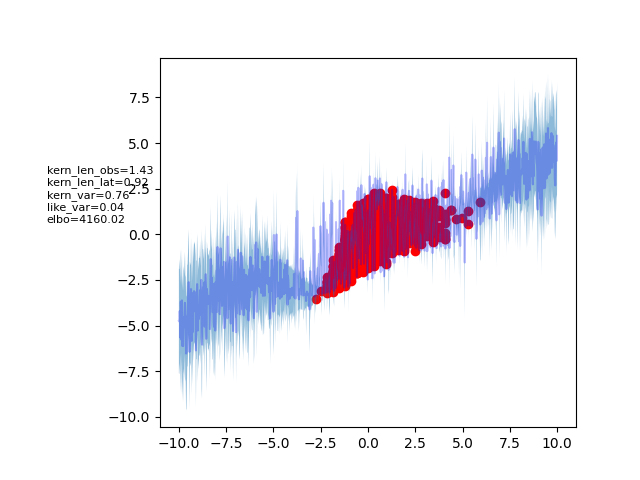 7.5
5.0
kern_len_obs=1.43
kern_len_lat=0.92
2.5
kern_var=0.76
like_var=0.04
elbo=4160.02
0.0
−2.5
−5.0
−7.5
−10.0
−10.0 −7.5 −5.0 −2.5 0.0 2.5 5.0 7.5 10.0